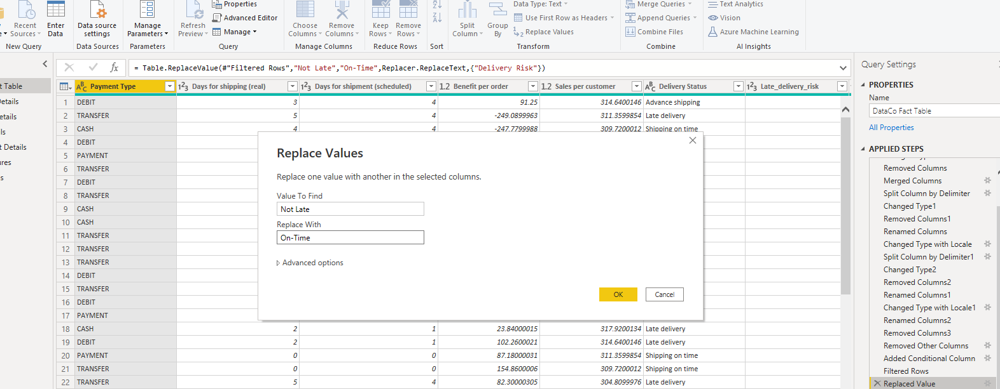 Properties
Advanced Editor
Manage
Recent Sources
Enter Data
New Query
Data source settings
Data Sources
Manage Parameters
Parameters
Refresh Preview
Query
Choose Columns
Remove Columns
Manage Columns
Keep Rows
Remove Rows
Reduce Rows
Sort
Split Column
Group By
Data Type: Text
Use First Row as Headers
Replace Values
Transform
Merge Queries
Append Queries
Combine Files
Combine
Text Analytics
Vision
Azure Machine Learning
AI Insights
fx
= Table.ReplaceValue(#"Filtered Rows","Not Late","On-Time",Replacer.ReplaceText,{"Delivery Risk"})
t Table
etails
etails
ls
t Details
ures
s
ABC Payment Type 123 Days for shipping (real) 123 Days for shipment (scheduled) 1.2 Benefit per order 1.2 Sales per customer ABC Delivery Status 123 Late_delivery_risk
1 DEBIT 3 4 91.25 314.6400146 Advance shipping
2 TRANSFER 5 4 -249.0899963 311.3599854 Late delivery
3 CASH 4 4 -247.7799988 309.7200012 Shipping on time
4 DEBIT
5 PAYMENT
6 TRANSFER
7 DEBIT
8 TRANSFER
9 CASH
10 CASH
11 TRANSFER
12 TRANSFER
13 TRANSFER
14 DEBIT
15 TRANSFER
16 DEBIT
17 PAYMENT
18 CASH 2 1 23.84000015 317.9200134 Late delivery
19 DEBIT 2 1 102.2600021 314.6400146 Late delivery
20 PAYMENT 0 0 87.18000031 311.3599854 Shipping on time
21 TRANSFER 0 0 154.8600006 309.7200012 Shipping on time
22 TRANSFER 5 4 82.30000305 304.8099976 Late delivery
Replace Values
Replace one value with another in the selected columns.
Value To Find
Not Late
Replace With
On-Time
Advanced options
OK
Cancel
Query Settings
PROPERTIES
Name
DataCo Fact Table
All Properties
APPLIED STEPS
Removed Columns
Merged Columns
Split Column by Delimiter
Changed Type1
Removed Columns1
Renamed Columns
Changed Type with Locale
Split Column by Delimiter1
Changed Type2
Removed Columns2
Renamed Columns1
Changed Type with Locale1
Renamed Columns2
Removed Columns3
Removed Other Columns
Added Conditional Column
Filtered Rows
Replaced Value